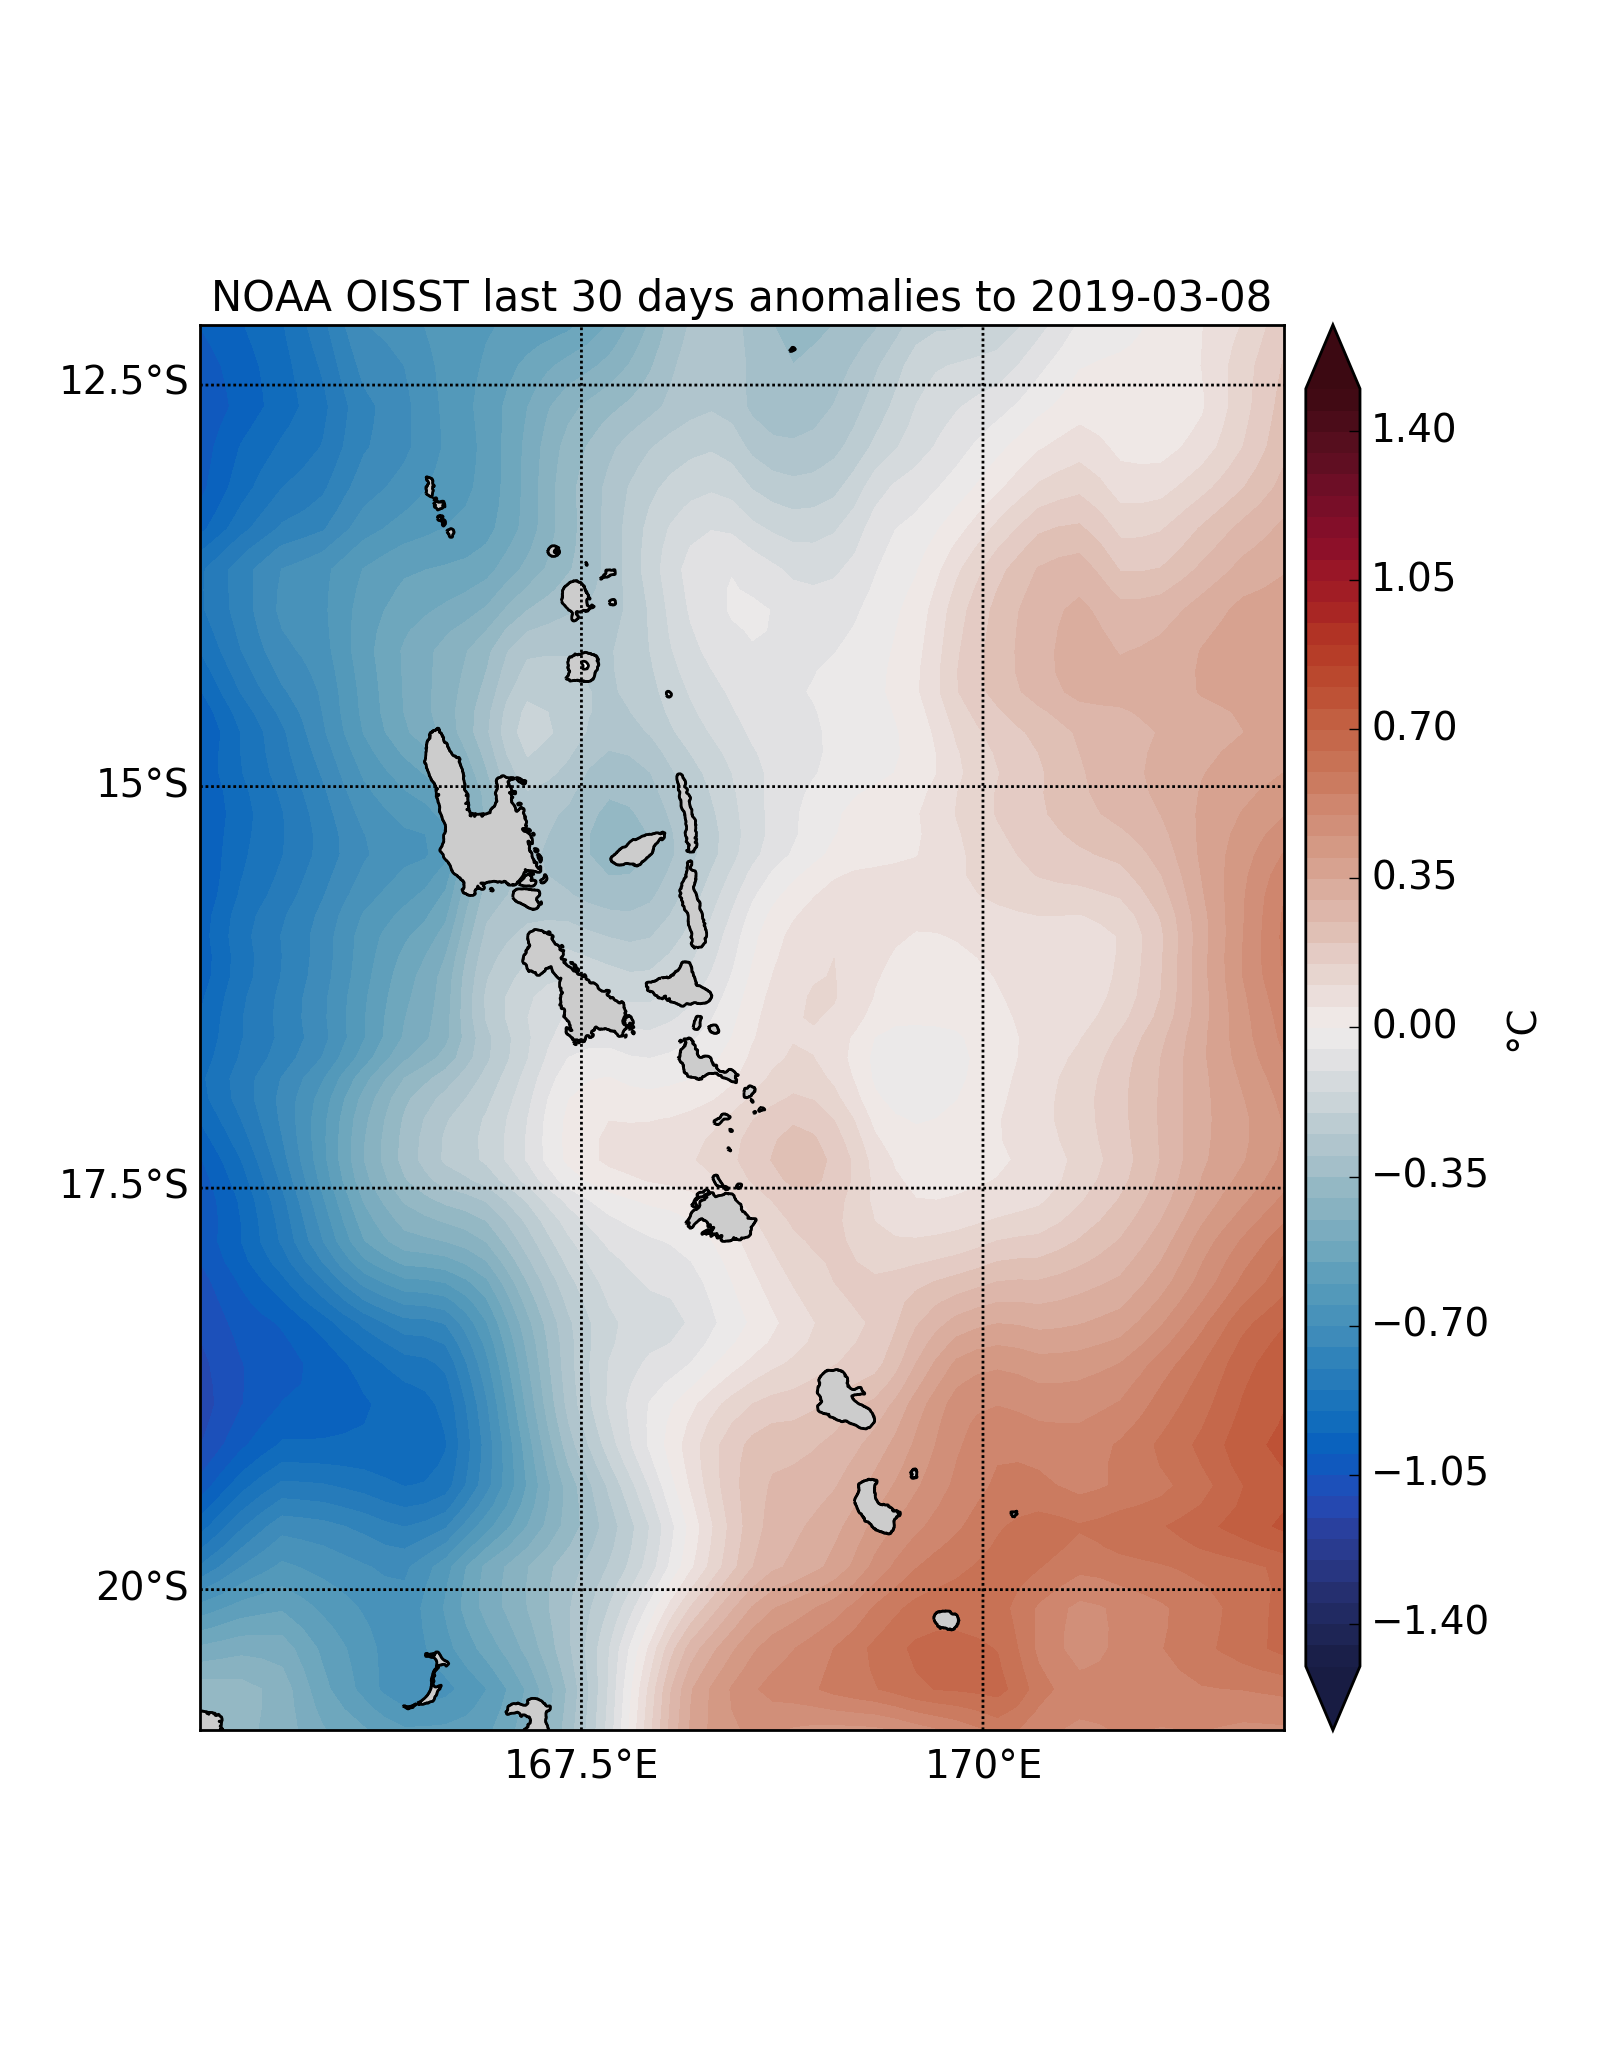 NOAA OISST last 30 days anomalies to 2019-03-08
12.5°S
15°S
17.5°S
20°S
167.5°E
170°E
1.40
1.05
0.70
0.35
0.00
−0.35
−0.70
−1.05
−1.40
°C